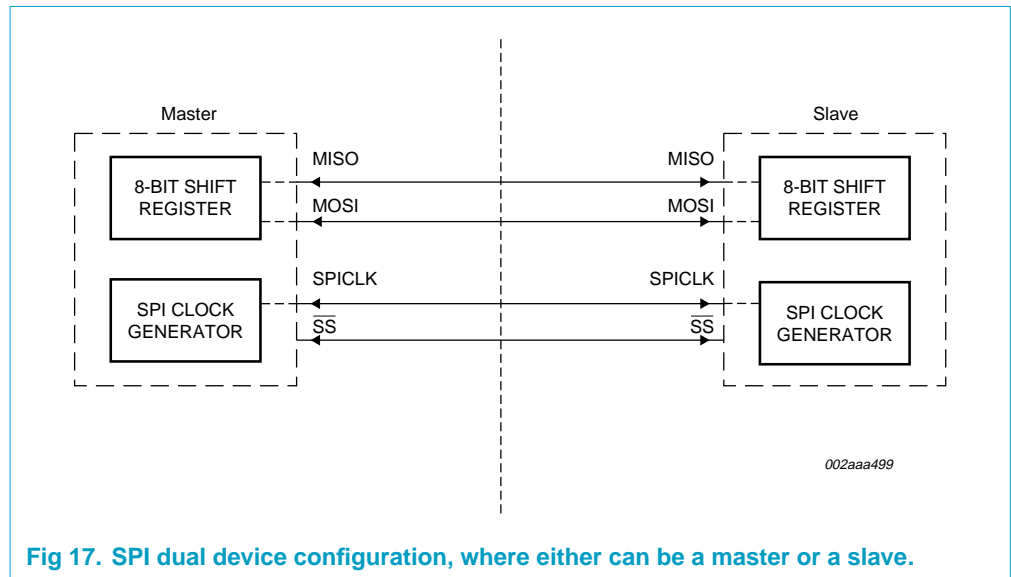 Master
Slave
8-BIT SHIFT
REGISTER
MISO
MOSI
MISO
MOSI
8-BIT SHIFT
REGISTER
SPI CLOCK
GENERATOR
SPICLK
SS
SPICLK
SS
SPI CLOCK
GENERATOR
002aaa499
Fig 17. SPI dual device configuration, where either can be a master or a slave.